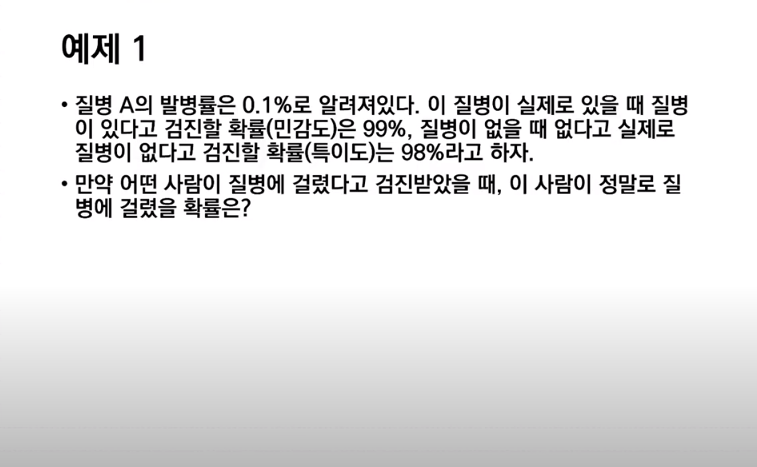 예제 1
• 질병 A의 발병률은 0.1%로 알려져있다. 이 질병이 실제로 있을 때 질병
이 있다고 검진할 확률(민감도)은 99%, 질병이 없을 때 없다고 실제로
질병이 없다고 검진할 확률(특이도)는 98%라고 하자.
• 만약 어떤 사람이 질병에 걸렸다고 검진받았을 때, 이 사람이 정말로 질
병에 걸렸을 확률은?